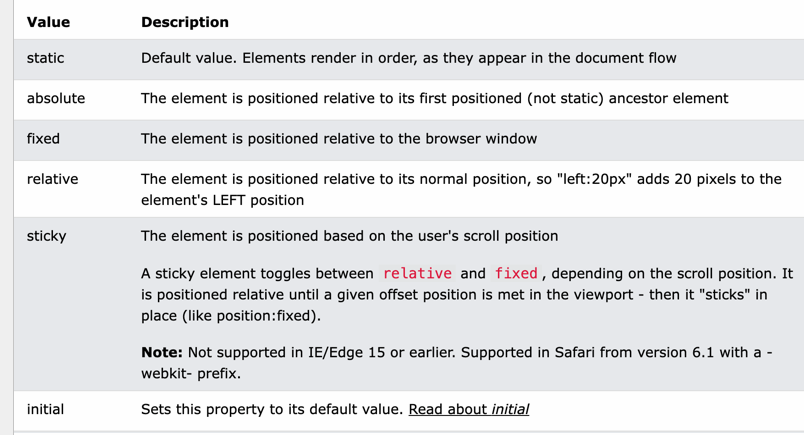 Value Description
static Default value. Elements render in order, as they appear in the document flow
absolute The element is positioned relative to its first positioned (not static) ancestor element
fixed The element is positioned relative to the browser window
relative The element is positioned relative to its normal position, so "left:20px" adds 20 pixels to the
element's LEFT position
sticky The element is positioned based on the user's scroll position
A sticky element toggles between relative and fixed, depending on the scroll position. It
is positioned relative until a given offset position is met in the viewport - then it "sticks" in
place (like position:fixed).
Note: Not supported in IE/Edge 15 or earlier. Supported in Safari from version 6.1 with a -
webkit- prefix.
initial Sets this property to its default value. Read about initial